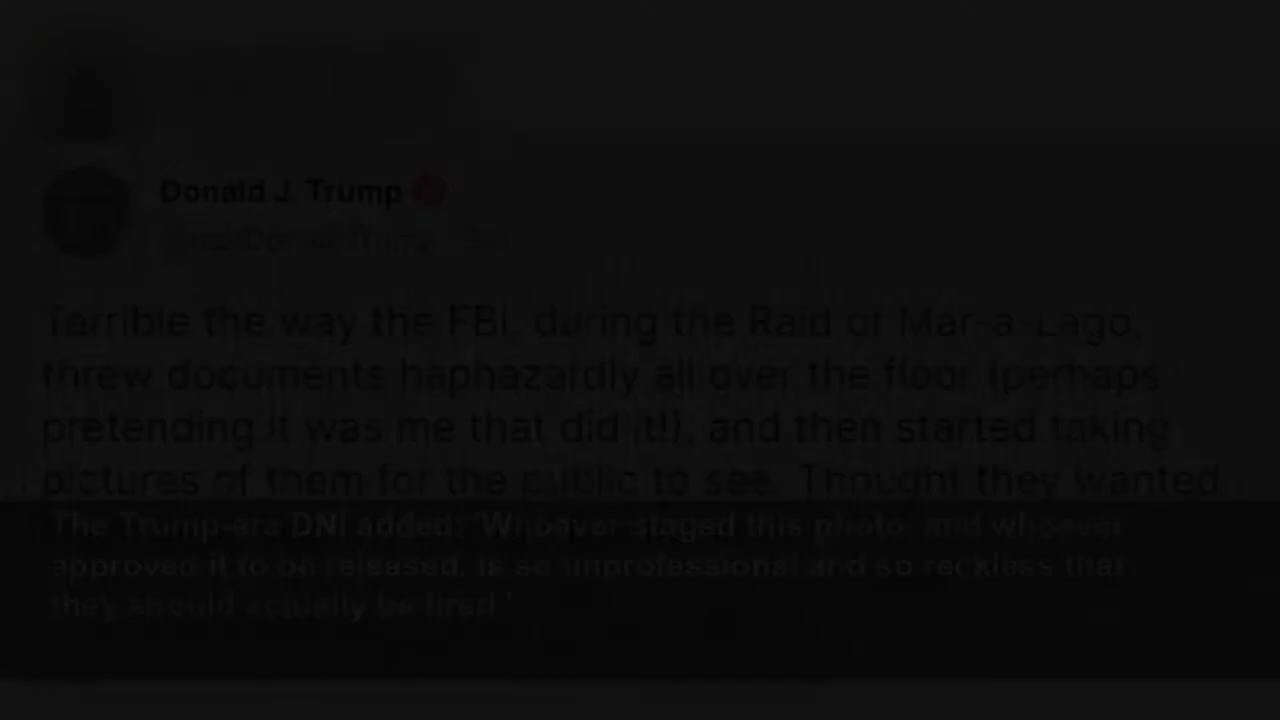 Donald J. Trump
@realDonaldTrump
Terrible the way the FBI, during the Raid of Mar-a-Lago,
threw documents haphazardly all over the floor (perhaps
pretending it was me that did it!), and then started taking
pictures of them for the public to see. Thought they wanted
The Trump-era DNI added: 'Whoever staged this photo, and whoever
approved it to be released, is so unprofessional and so reckless that
they should actually be fired.'